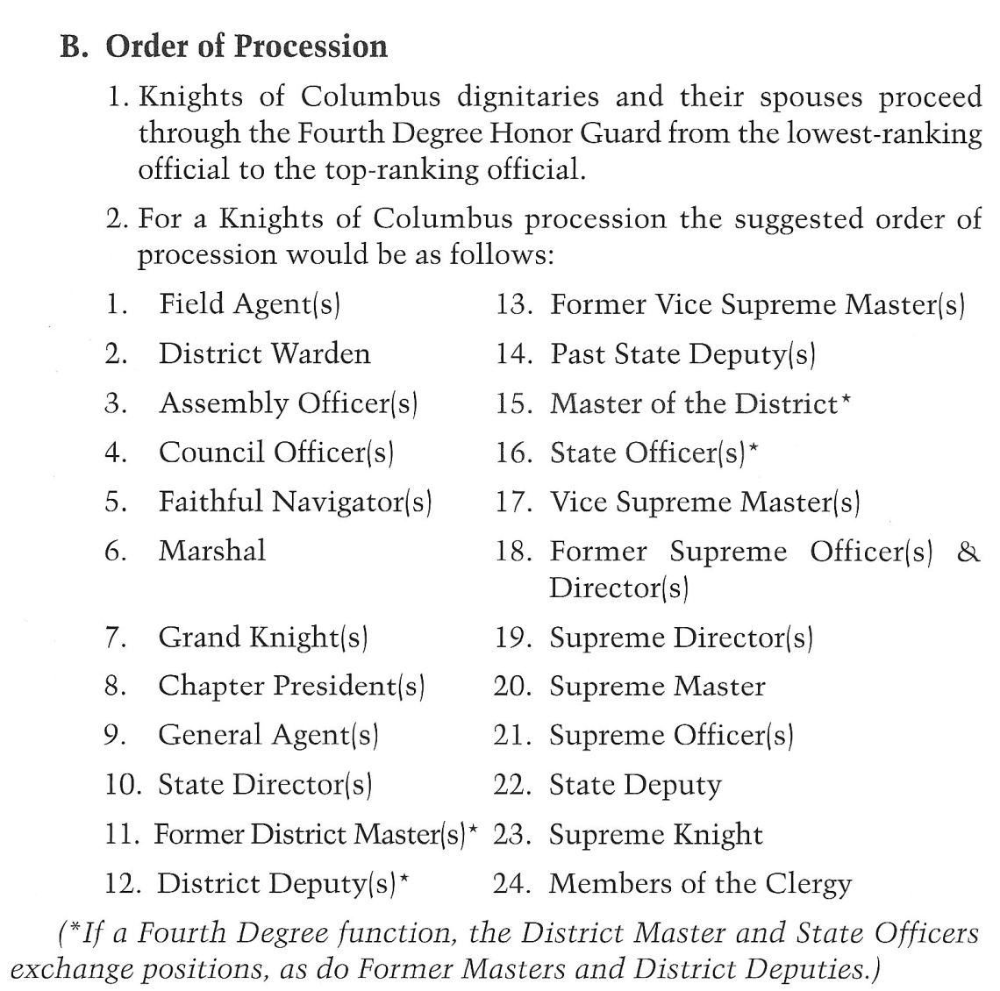 B. Order of Procession
1. Knights of Columbus dignitaries and their spouses proceed
through the Fourth Degree Honor Guard from the lowest-ranking
official to the top-ranking official.
2. For a Knights of Columbus procession the suggested order of
procession would be as follows:
1. Field Agent(s)
2. District Warden
3. Assembly Officer(s)
4. Council Officer(s)
5. Faithful Navigator(s)
6. Marshal
7. Grand Knight(s)
8. Chapter President(s)
9. General Agent(s)
10. State Director(s)
11. Former District Master(s)*
12. District Deputy(s)*
13. Former Vice Supreme Master(s)
14. Past State Deputy(s)
15. Master of the District*
16. State Officer(s)*
17. Vice Supreme Master(s)
18. Former Supreme Officer(s) &
Director(s)
19. Supreme Director(s)
20. Supreme Master
21. Supreme Officer(s)
22. State Deputy
23. Supreme Knight
24. Members of the Clergy
(*If a Fourth Degree function, the District Master and State Officers
exchange positions, as do Former Masters and District Deputies.)